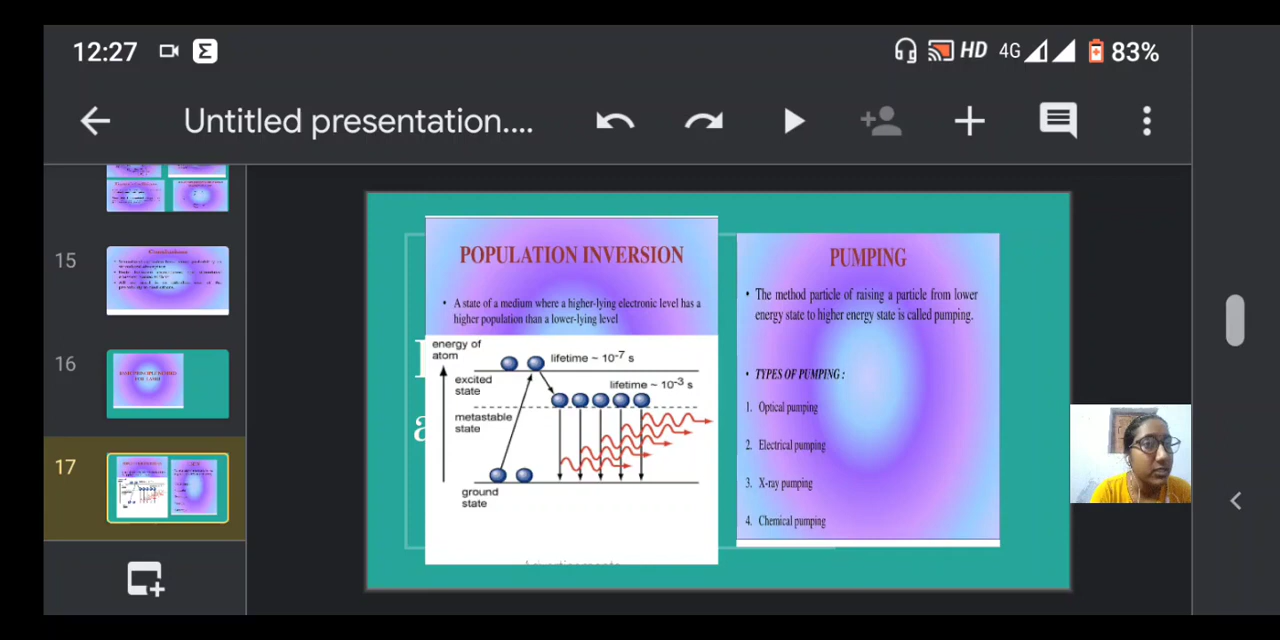 12:27
Σ
HD 4G 83%
Untitled presentation....
15
Conclusions
16
FOR LASER
17
POPULATION INVERSION
• A state of a medium where a higher-lying electronic level has a
higher population than a lower-lying level
energy of
atom
lifetime ~ 10⁻⁷ s
excited
state
lifetime ~ 10⁻³ s
metastable
state
ground
state
PUMPING
• The method particle of raising a particle from lower
energy state to higher energy state is called pumping.
• TYPES OF PUMPING :
1. Optical pumping
2. Electrical pumping
3. X-ray pumping
4. Chemical pumping